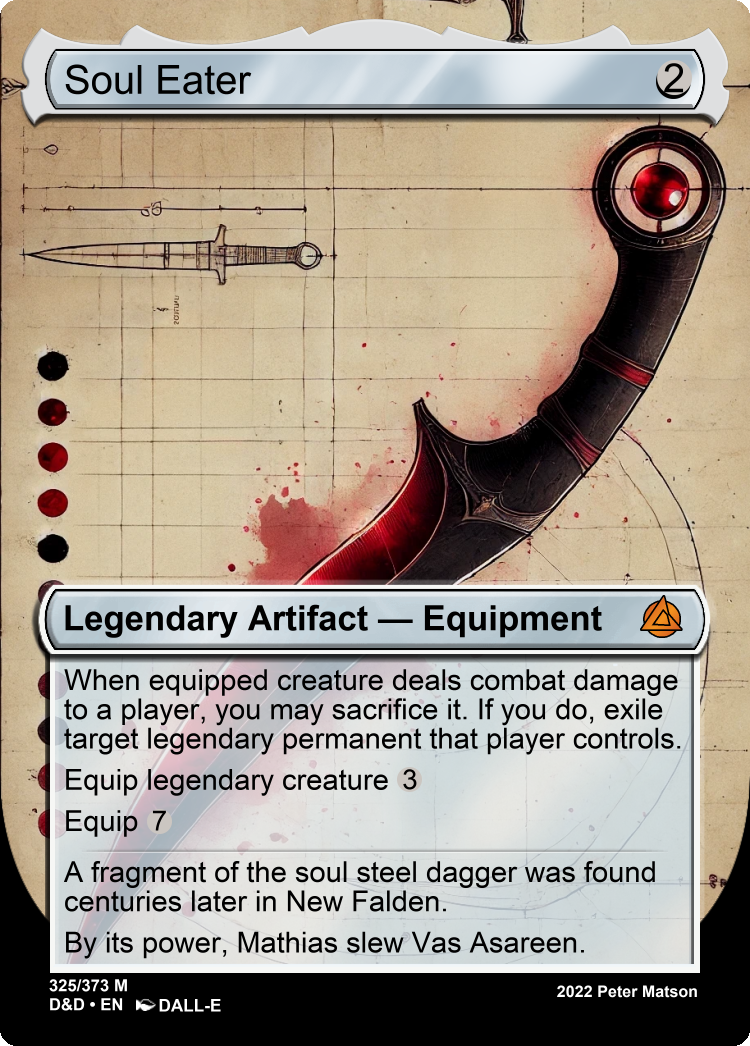 Soul Eater 2
Legendary Artifact — Equipment
When equipped creature deals combat damage
to a player, you may sacrifice it. If you do, exile
target legendary permanent that player controls.
Equip legendary creature 3
Equip 7
A fragment of the soul steel dagger was found
centuries later in New Falden.
By its power, Mathias slew Vas Asareen.
325/373 M
D&D • EN DALL-E
2022 Peter Matson